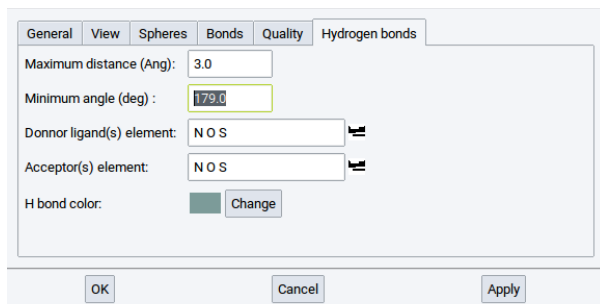 General View Spheres Bonds Quality Hydrogen bonds
Maximum distance (Ang): 3.0
Minimum angle (deg) : 179.0
Donnor ligand(s) element: N O S
Acceptor(s) element: N O S
H bond color: Change
OK Cancel Apply